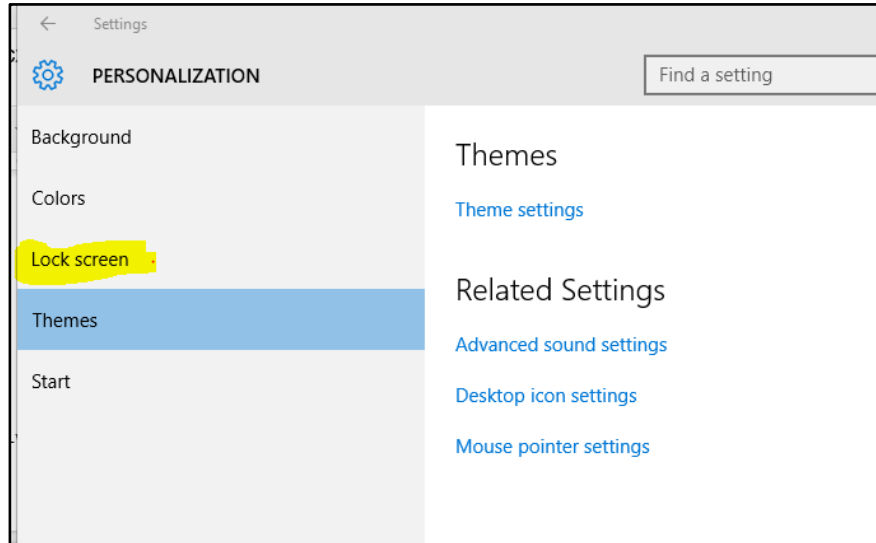 Settings
PERSONALIZATION
Find a setting
Background
Colors
Lock screen
Themes
Start
Themes
Theme settings
Related Settings
Advanced sound settings
Desktop icon settings
Mouse pointer settings